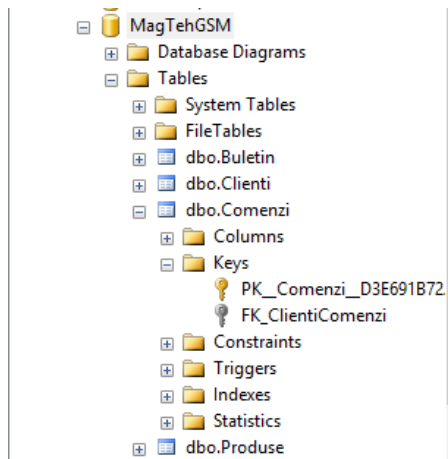 MagTehGSM
Database Diagrams
Tables
System Tables
FileTables
dbo.Buletin
dbo.Clienti
dbo.Comenzi
Columns
Keys
PK__Comenzi__D3E691B72.
FK_ClientiComenzi
Constraints
Triggers
Indexes
Statistics
dbo.Produse